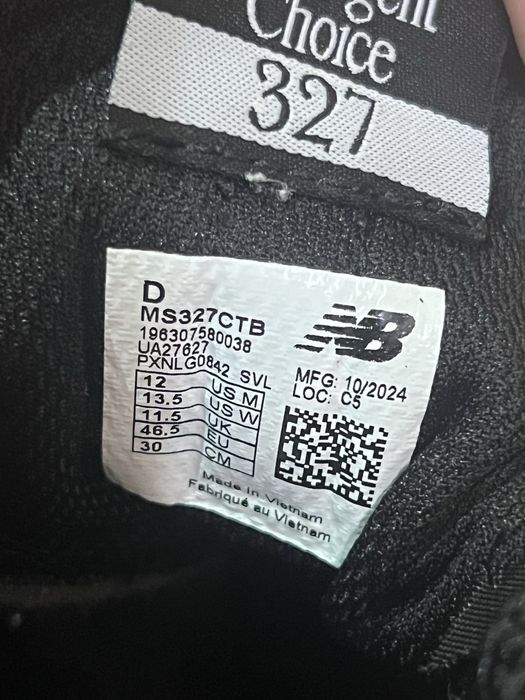 Choice
327
D
MS327CTB
196307580038
UA27627
PXNLG0842 SVL
12 US M
13.5 US W
11.5 UK
46.5 EU
30 CM
NB
MFG: 10/2024
LOC: C5
Made in Vietnam
Fabriqué au Vietnam